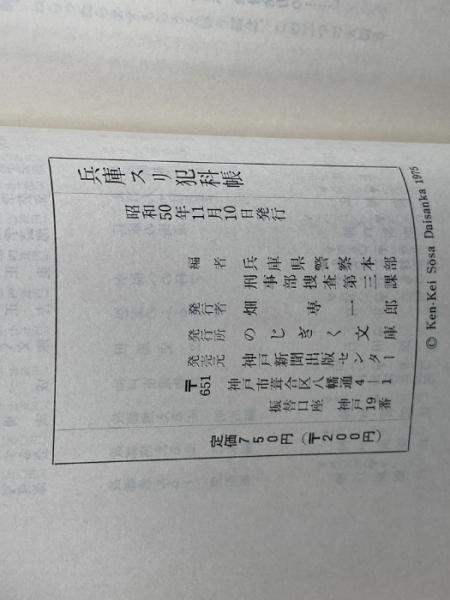 兵庫スリ犯科帳
昭和50年11月10日発行
編者 兵庫県警察本部
刑事部捜査第三課
発行者 畑専一郎
発行所 のじぎく文庫
発売元 神戸新聞出版センター
〒651 神戸市葺合区八幡通4-1
振替口座 神戸19番
定価750円(〒200円)
© Ken-Kei Sōsa Daisanka 1975